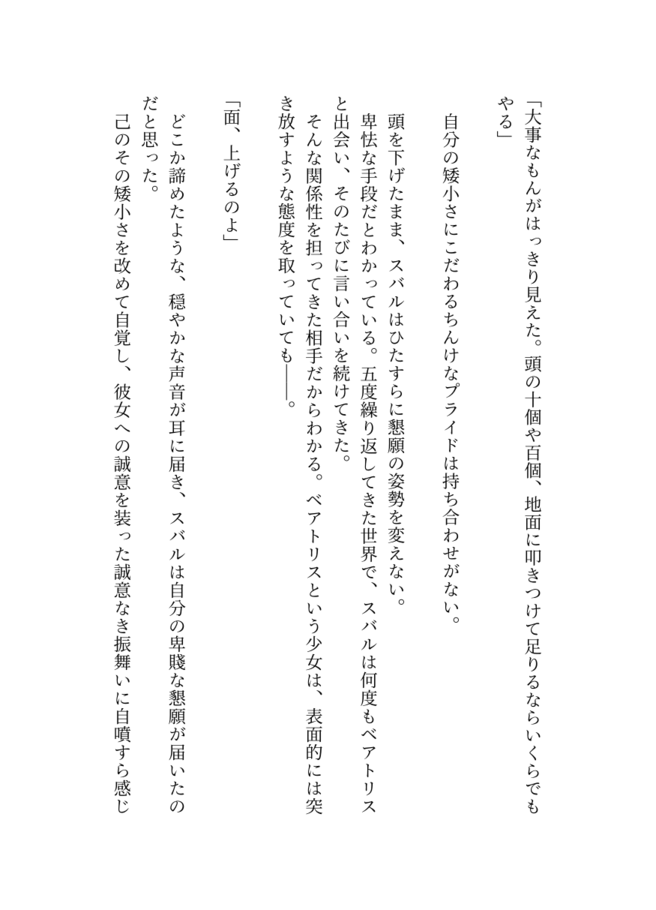 「大事なもんがはっきり見えた。頭の十個や百個、地面に叩きつけて足りるならいくらでも
やる」
自分の矮小さにこだわるちんけなプライドは持ち合わせがない。
頭を下げたまま、スバルはひたすらに懇願の姿勢を変えない。
卑怯な手段だとわかっている。五度繰り返してきた世界で、スバルは何度もベアトリス
と出会い、そのたびに言い合いを続けてきた。
そんな関係性を担ってきた相手だからわかる。ベアトリスという少女は、表面的には突
き放すような態度を取っていても――。
「面、上げるのよ」
どこか諦めたような、穏やかな声音が耳に届き、スバルは自分の卑賤な懇願が届いたの
だと思った。
己のその矮小さを改めて自覚し、彼女への誠意を装った誠意なき振舞いに自噴すら感じ